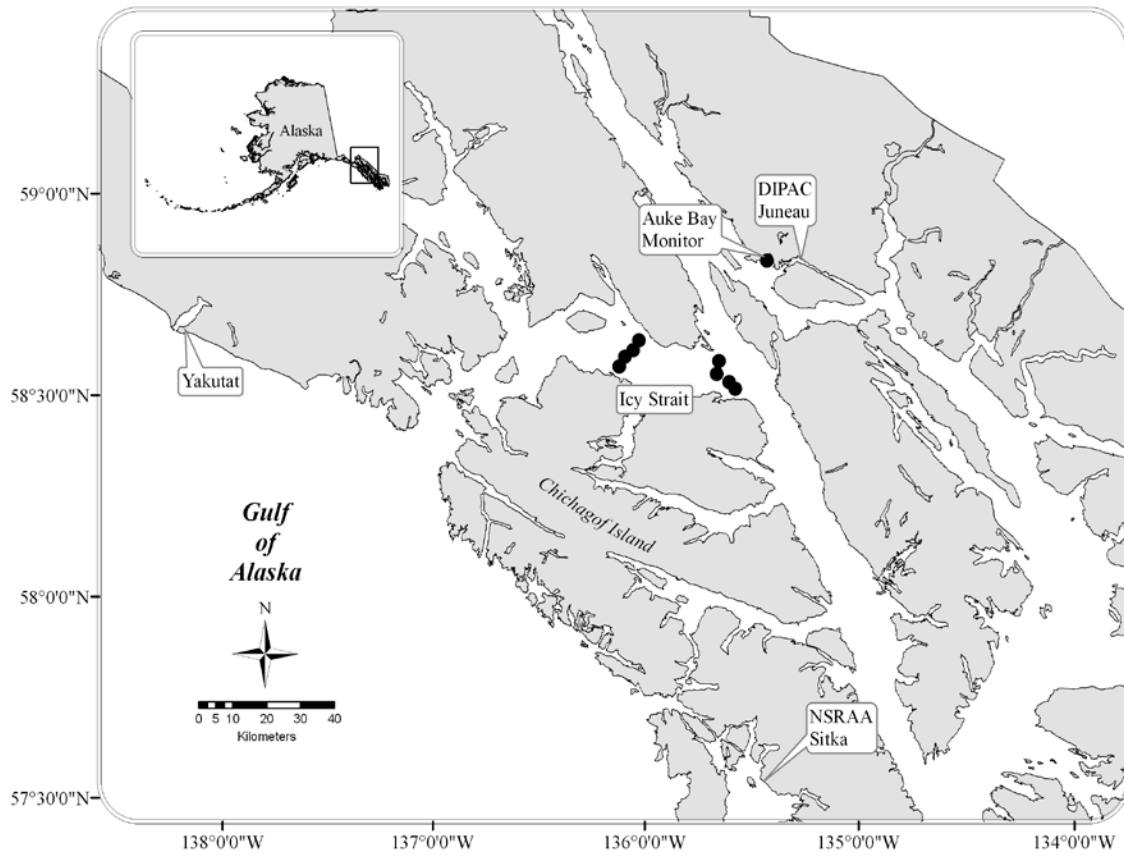 Alaska
59°0'0"N
58°30'0"N
58°0'0"N
57°30'0"N
DIPAC
Juneau
Auke Bay
Monitor
Yakutat
Icy Strait
Chichagof Island
Gulf
of
Alaska
N
0 5 10 20 30 40
Kilometers
NSRAA
Sitka
138°0'0"W
137°0'0"W
136°0'0"W
135°0'0"W
134°0'0"W